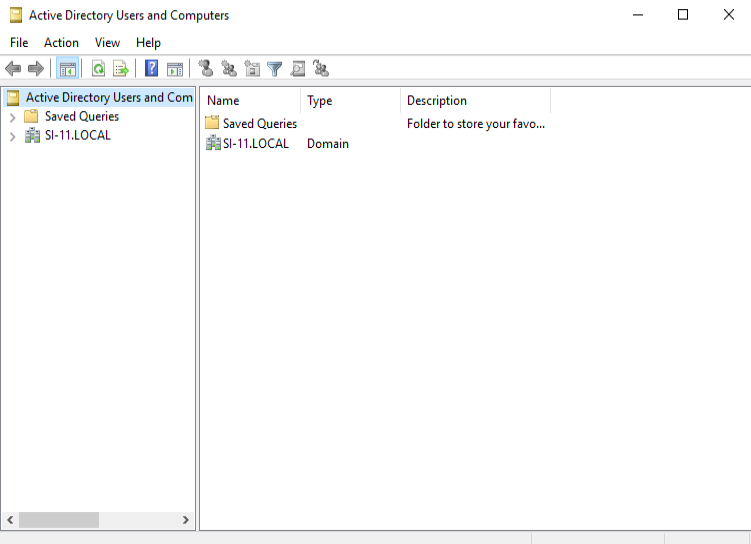 Active Directory Users and Computers
File Action View Help
Active Directory Users and Com
Saved Queries
SI-11.LOCAL
Name Type Description
Saved Queries Folder to store your favo...
SI-11.LOCAL Domain